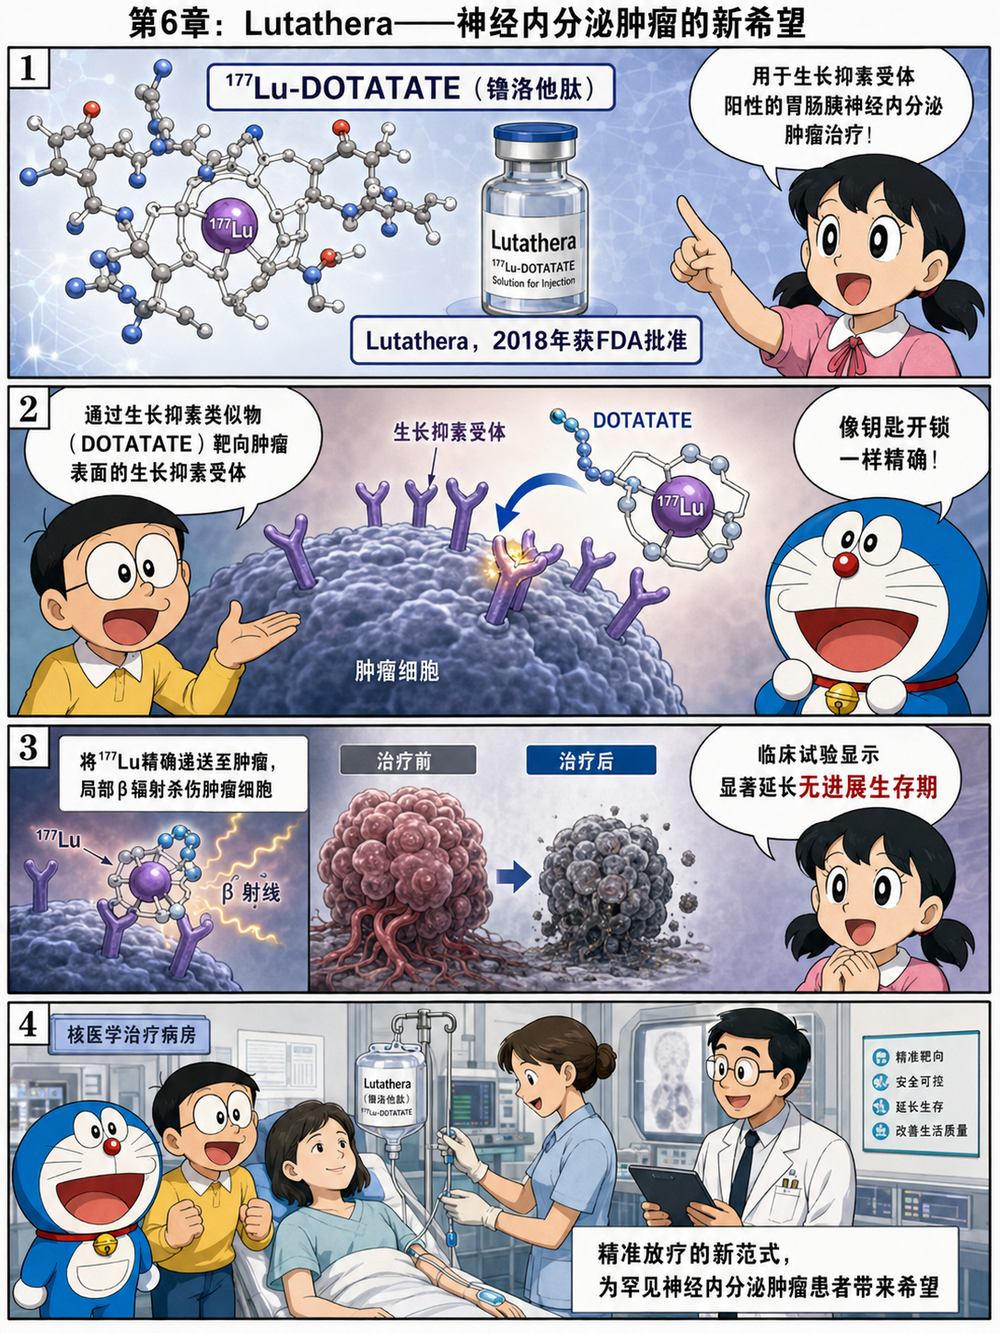 第6章：Lutathera——神经内分泌肿瘤的新希望
1
¹⁷⁷Lu-DOTATATE（镥洛他肽）
用于生长抑素受体
阳性的胃肠胰神经内分泌
肿瘤治疗！
¹⁷⁷Lu
Lutathera
¹⁷⁷Lu-DOTATATE
Solution for Injection
Lutathera，2018年获FDA批准
2
通过生长抑素类似物
（DOTATATE）靶向肿瘤
表面的生长抑素受体
生长抑素受体
DOTATATE
¹⁷⁷Lu
像钥匙开锁
一样精确！
肿瘤细胞
3
将¹⁷⁷Lu精确递送至肿瘤，
局部β辐射杀伤肿瘤细胞
¹⁷⁷Lu
β⁻射线
治疗前
治疗后
临床试验显示
显著延长无进展生存期
4
核医学治疗病房
Lutathera
（镥洛他肽）
¹⁷⁷Lu-DOTATATE
精准靶向
安全可控
延长生存
改善生活质量
精准放疗的新范式，
为罕见神经内分泌肿瘤患者带来希望